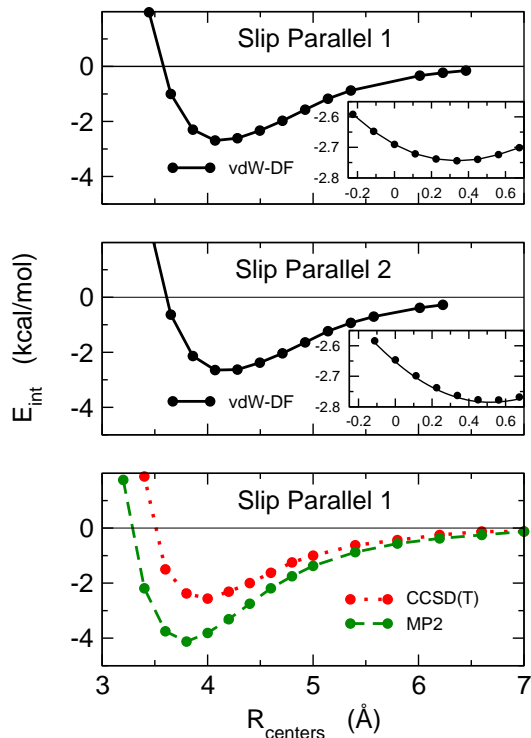 Slip Parallel 1
0
-2
-4
vdW-DF
-2.6
-2.7
-2.8
-0.2 0 0.2 0.4 0.6
Slip Parallel 2
0
-2
-4
vdW-DF
-2.6
-2.7
-2.8
-0.2 0 0.2 0.4 0.6
E_int (kcal/mol)
Slip Parallel 1
0
-2
-4
CCSD(T)
MP2
3 4 5 6 7
R_centers (Å)